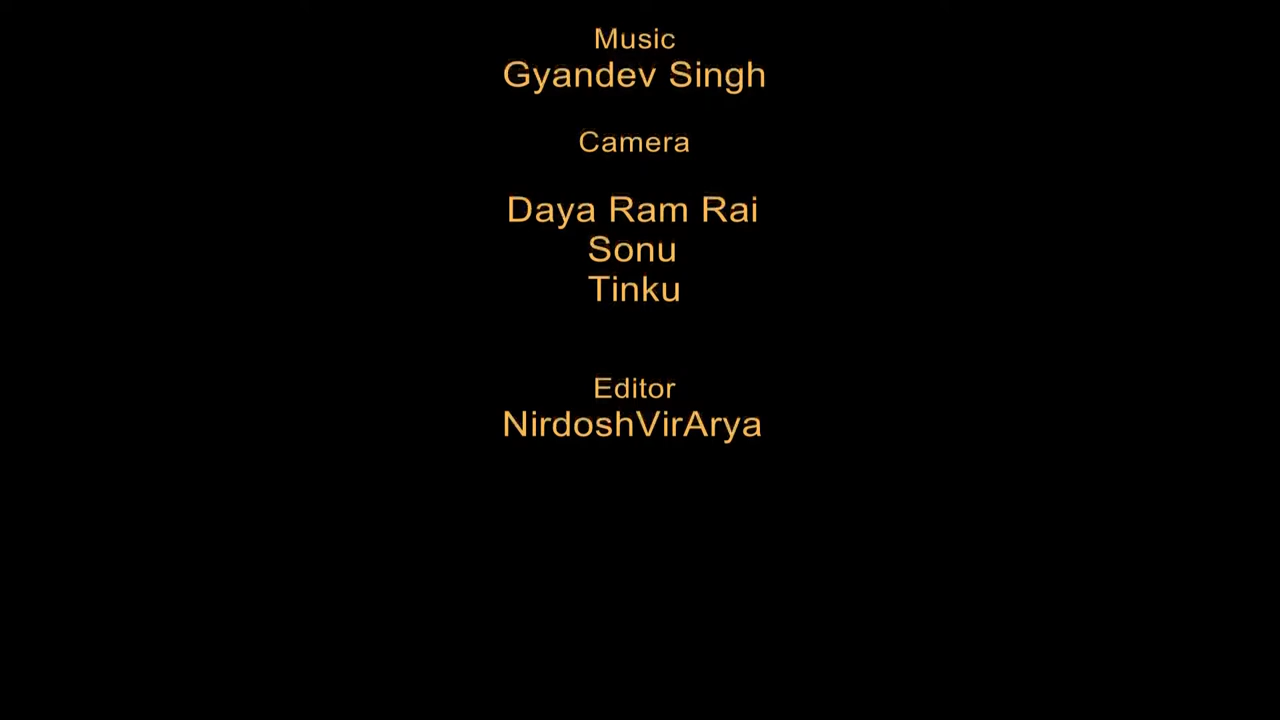 Music
Gyandev Singh
Camera
Daya Ram Rai
Sonu
Tinku
Editor
NirdoshVirArya